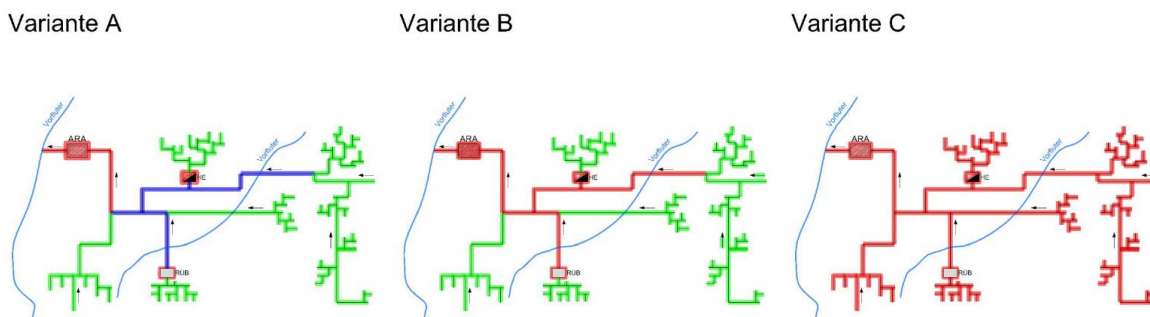 Variante A
Variante B
Variante C
Vorfluter
ARA
HE
Vorfluter
RUB
Vorfluter
ARA
HE
Vorfluter
RUB
Vorfluter
ARA
HE
Vorfluter
RUB